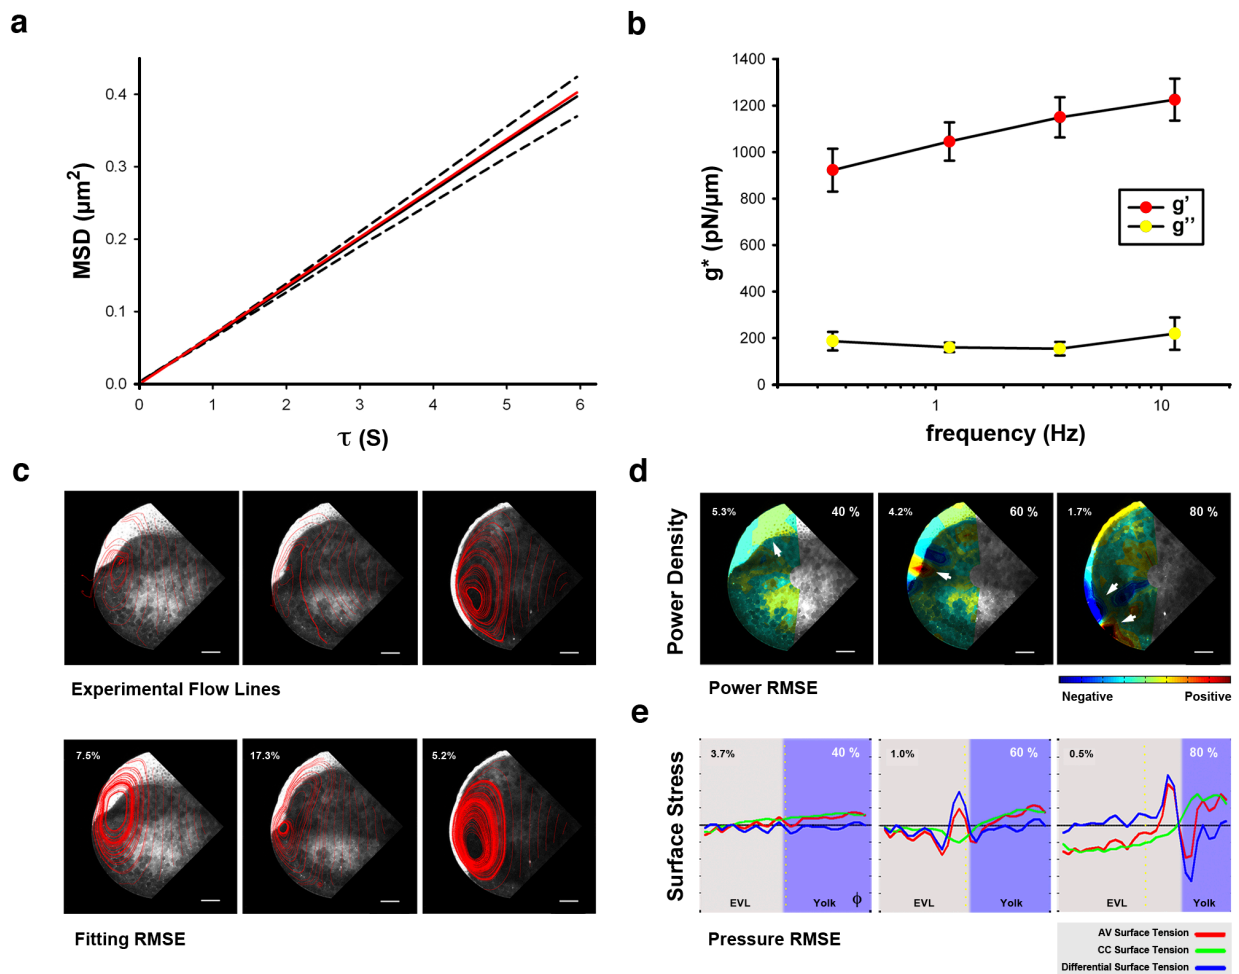 a
0.4
0.3
0.2
0.1
0.0
MSD (μm²)
0 1 2 3 4 5 6
τ (S)
b
1400
1200
1000
800
600
400
200
0
g* (pN/μm)
g’
g’’
1 10
frequency (Hz)
c
Experimental Flow Lines
7.5% 17.3% 5.2%
Fitting RMSE
d
Power Density
5.3% 40 % 4.2% 60 % 1.7% 80 %
Power RMSE
Negative Positive
e
Surface Stress
3.7% 40 % 1.0% 60 % 0.5% 80 %
EVL Yolk ϕ EVL Yolk EVL Yolk
Pressure RMSE
AV Surface Tension
CC Surface Tension
Differential Surface Tension